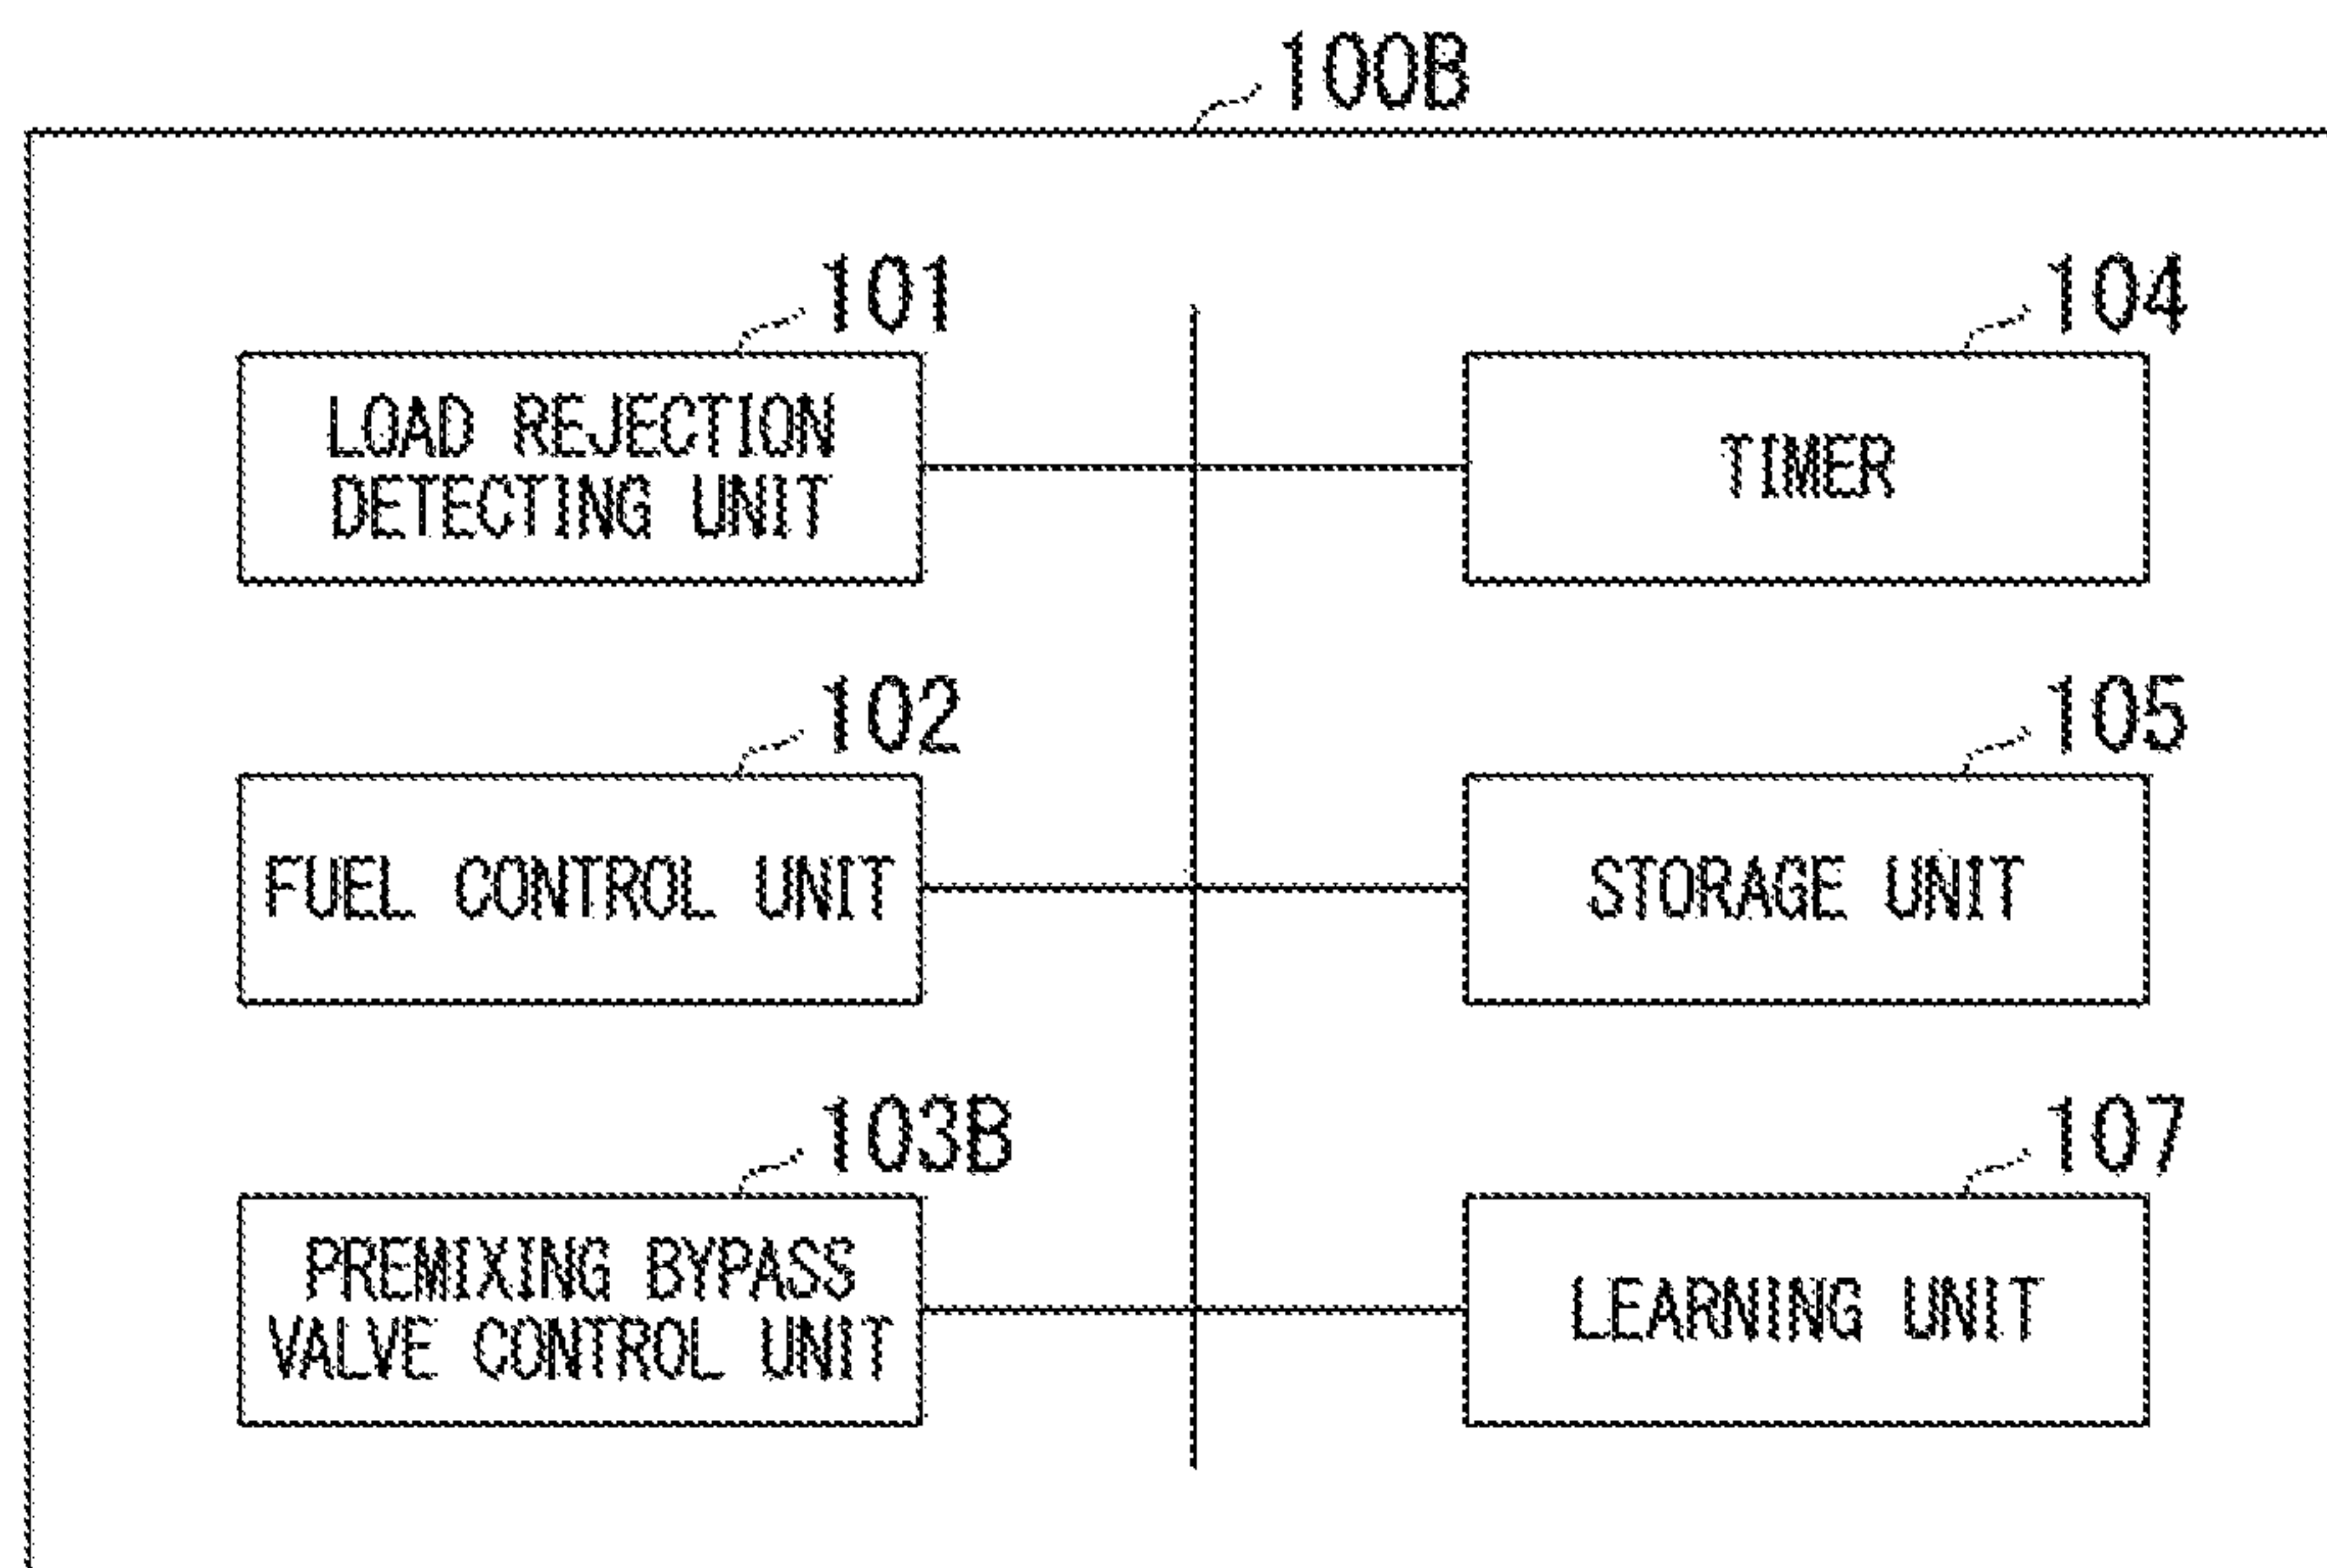 100B
101
LOAD REJECTION
DETECTING UNIT
104
TIMER
102
FUEL CONTROL UNIT
105
STORAGE UNIT
103B
PREMIXING BYPASS
VALVE CONTROL UNIT
107
LEARNING UNIT